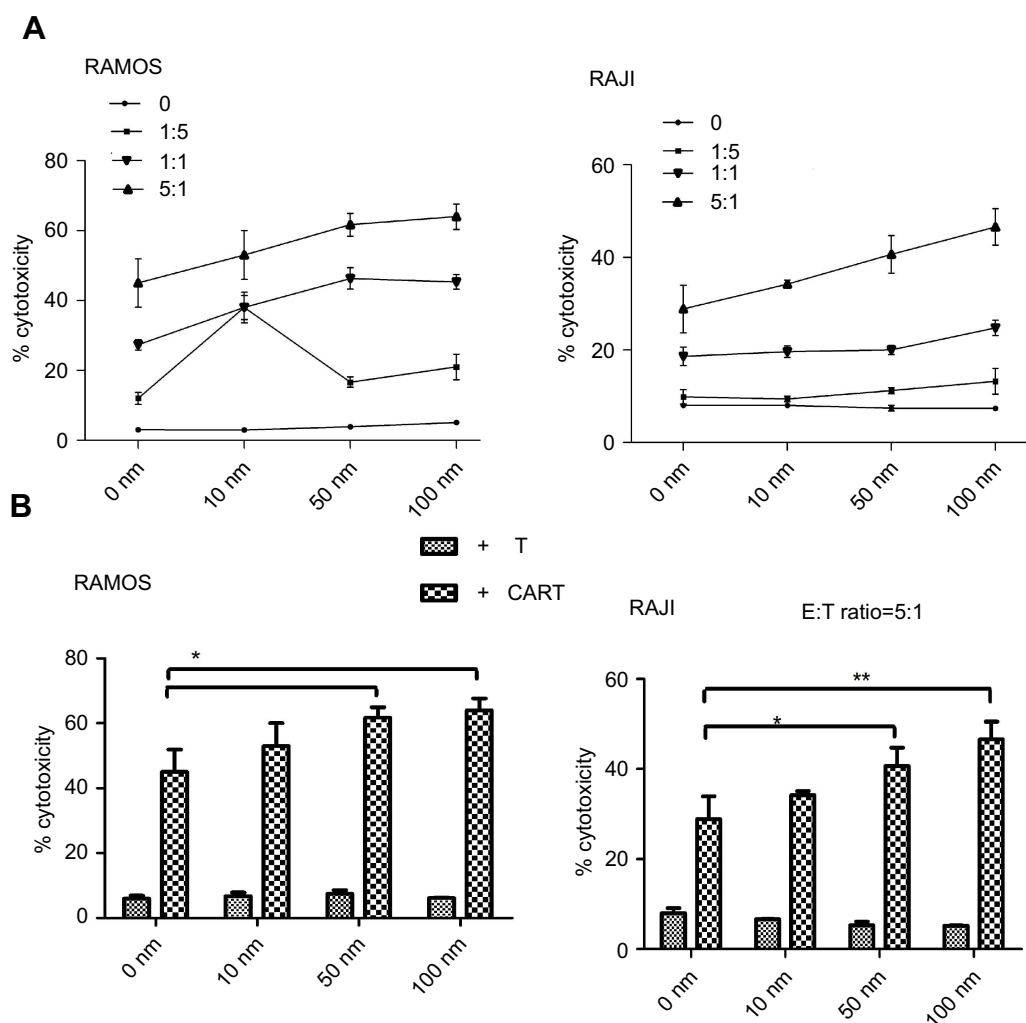 A
RAMOS
0
1:5
1:1
5:1
80
60
40
20
0
% cytotoxicity
0 nm
10 nm
50 nm
100 nm
RAJI
0
1:5
1:1
5:1
60
40
20
0
% cytotoxicity
0 nm
10 nm
50 nm
100 nm
B
+ T
+ CART
RAMOS
*
80
60
40
20
0
% cytotoxicity
0 nm
10 nm
50 nm
100 nm
RAJI
E:T ratio=5:1
**
*
60
40
20
0
% cytotoxicity
0 nm
10 nm
50 nm
100 nm